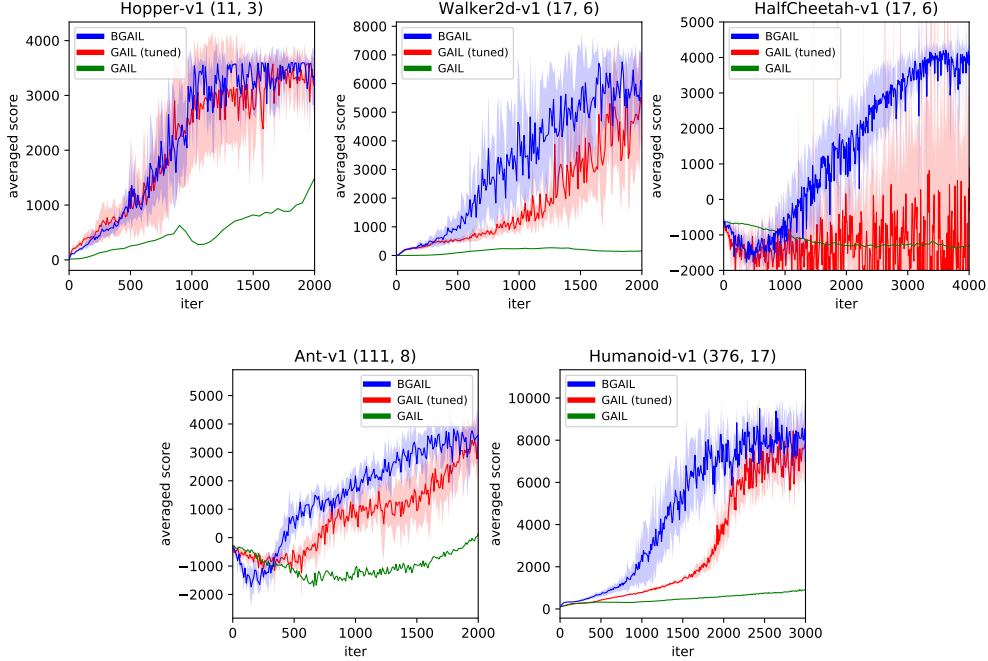 Hopper-v1 (11, 3)
averaged score
4000
3000
2000
1000
0
BGAIL
GAIL (tuned)
GAIL
0
500
1000
1500
2000
iter
Walker2d-v1 (17, 6)
averaged score
8000
7000
6000
5000
4000
3000
2000
1000
0
BGAIL
GAIL (tuned)
GAIL
0
500
1000
1500
2000
iter
HalfCheetah-v1 (17, 6)
averaged score
5000
4000
3000
2000
1000
0
−1000
−2000
BGAIL
GAIL (tuned)
GAIL
0
1000
2000
3000
4000
iter
Ant-v1 (111, 8)
averaged score
5000
4000
3000
2000
1000
0
−1000
−2000
BGAIL
GAIL (tuned)
GAIL
0
500
1000
1500
2000
iter
Humanoid-v1 (376, 17)
averaged score
10000
8000
6000
4000
2000
0
BGAIL
GAIL (tuned)
GAIL
0
500
1000
1500
2000
2500
3000
iter